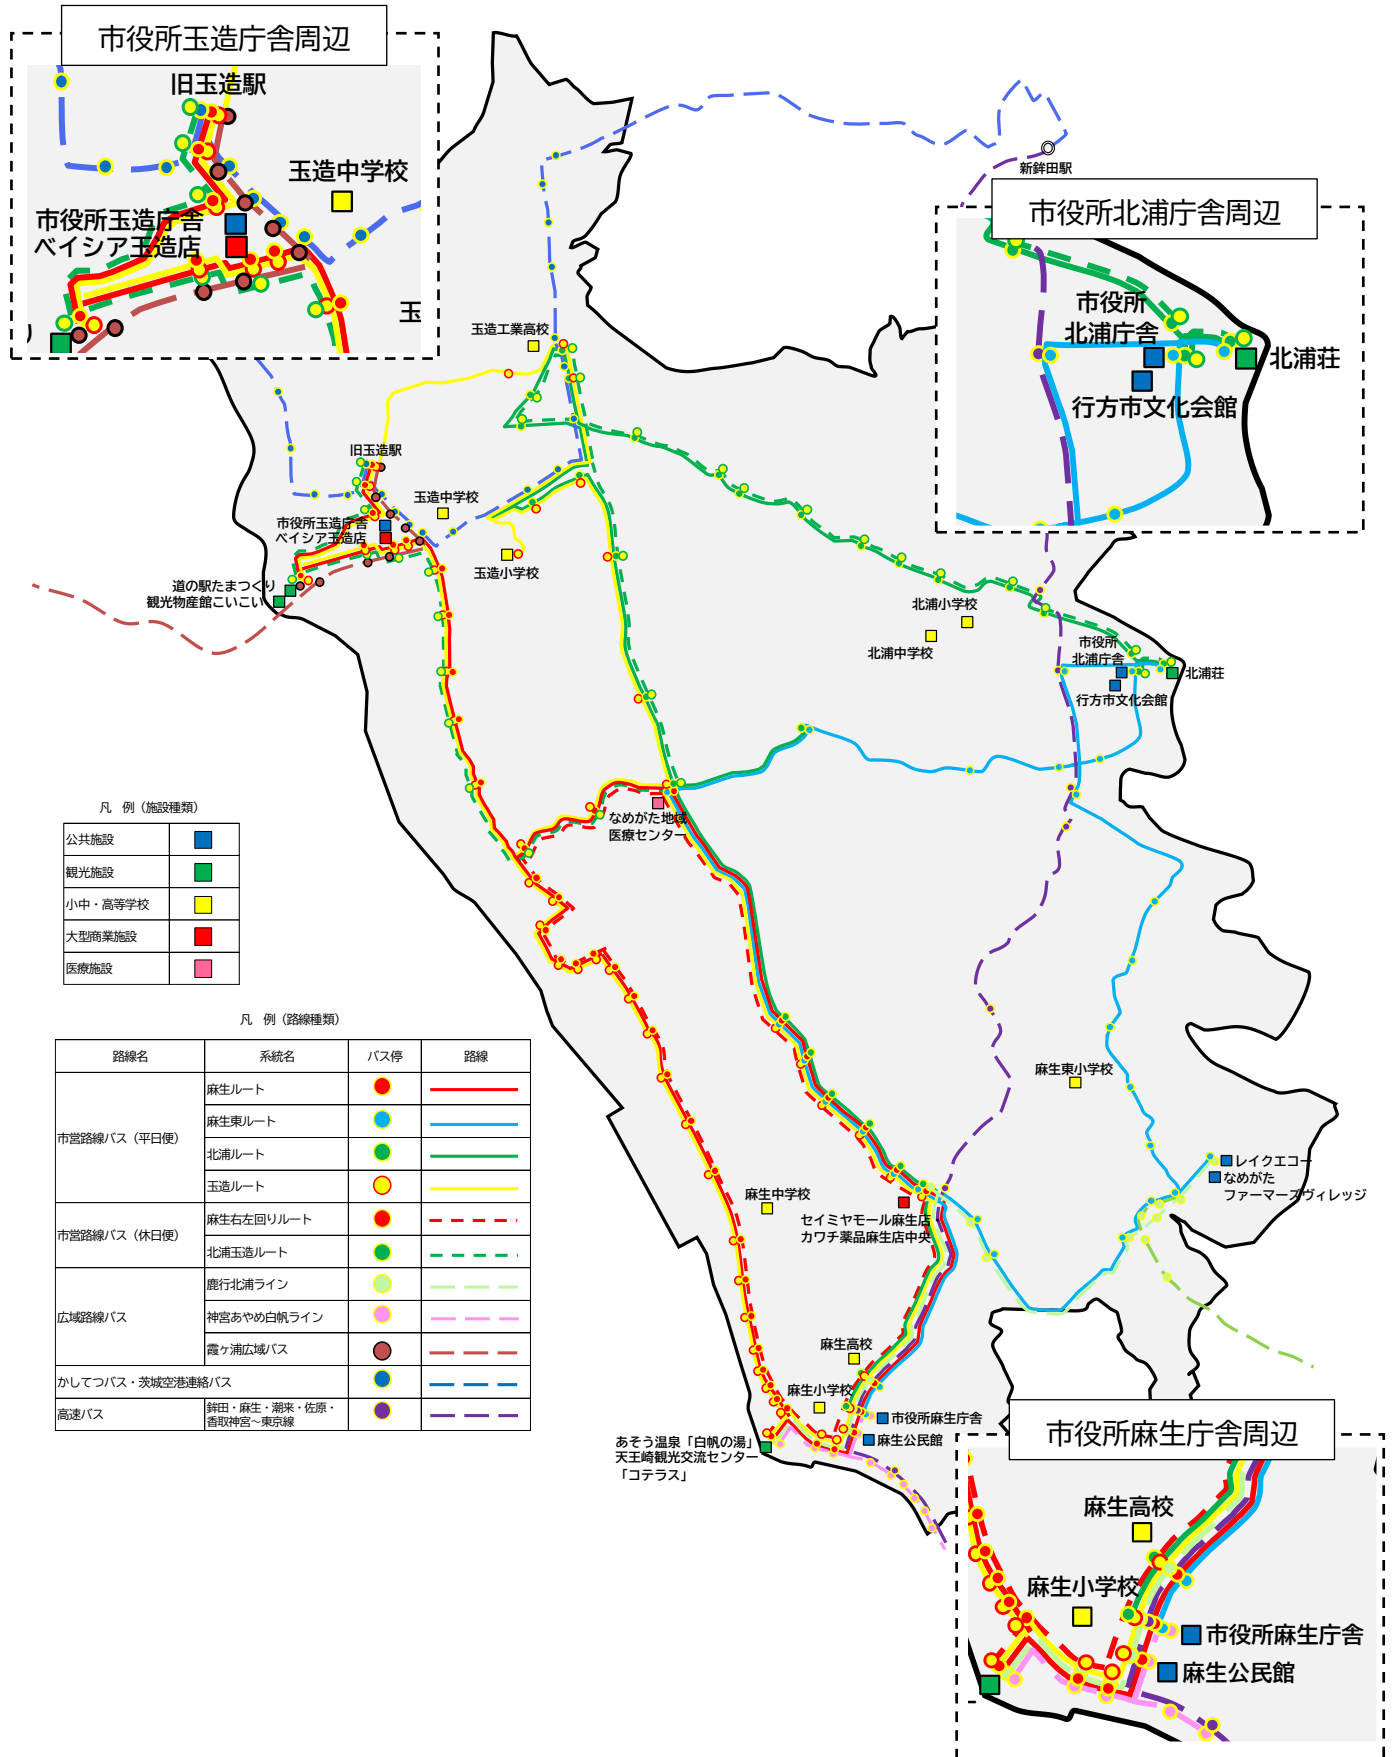 市役所玉造庁舎周辺
旧玉造駅
玉造中学校
市役所玉造庁舎
ベイシア玉造店
新鉾田駅
市役所北浦庁舎周辺
市役所
北浦庁舎
北浦荘
行方市文化会館
玉造工業高校
旧玉造駅
玉造中学校
市役所玉造庁舎
ベイシア玉造店
玉造小学校
道の駅たまつくり
観光物産館こいこい
北浦小学校
北浦中学校
市役所
北浦庁舎
北浦荘
行方市文化会館
なめがた地域
医療センター
凡 例（施設種類）
公共施設
観光施設
小中・高等学校
大型商業施設
医療施設
凡 例（路線種類）
路線名 系統名 バス停 路線
市営路線バス（平日便）
麻生ルート
麻生東ルート
北浦ルート
玉造ルート
市営路線バス（休日便）
麻生右左回りルート
北浦玉造ルート
広域路線バス
鹿行北浦ライン
神宮あやめ白帆ライン
霞ヶ浦広域バス
かしてつバス・茨城空港連絡バス
高速バス
鉾田・麻生・潮来・佐原・
香取神宮～東京線
麻生東小学校
レイクエコー
なめがた
ファーマーズヴィレッジ
麻生中学校
セイミヤモール麻生店
カワチ薬品麻生店中央
麻生高校
麻生小学校
市役所麻生庁舎
麻生公民館
あそう温泉「白帆の湯」
天王崎観光交流センター
「コテラス」
市役所麻生庁舎周辺
麻生高校
麻生小学校
市役所麻生庁舎
麻生公民館